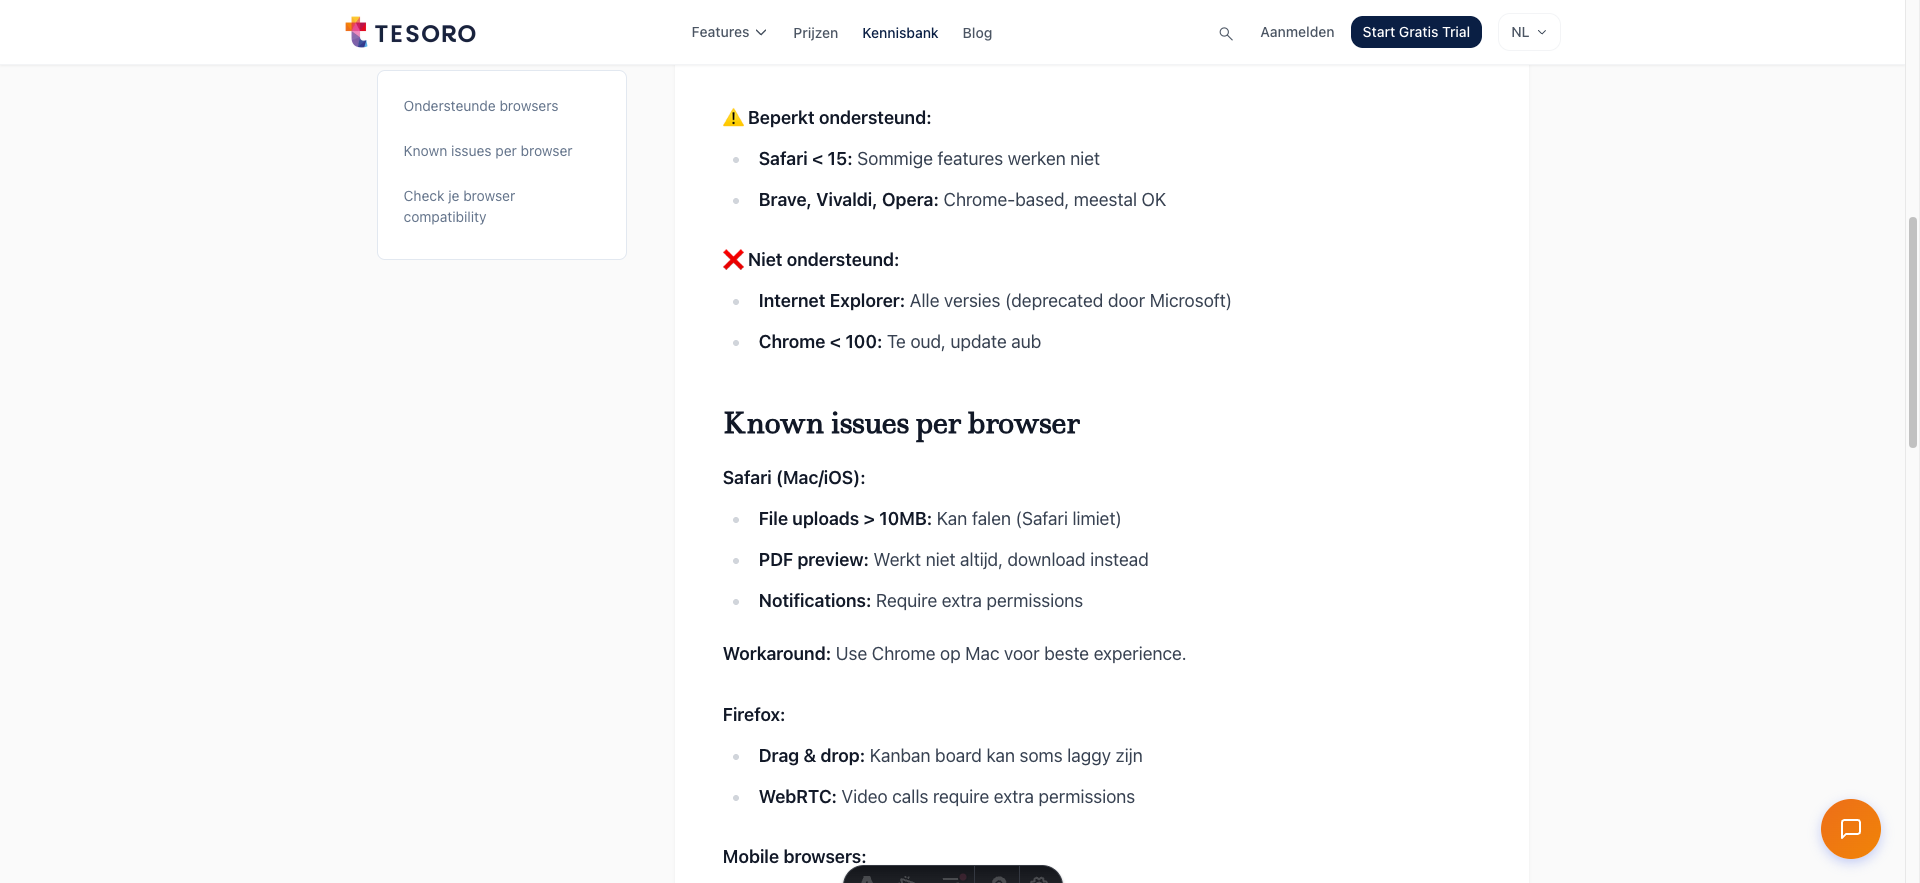 TESORO
Features
Prijzen
Kennisbank
Blog
Aanmelden
Start Gratis Trial
NL
Ondersteunde browsers
Known issues per browser
Check je browser
compatibility
⚠️ Beperkt ondersteund:
Safari < 15: Sommige features werken niet
Brave, Vivaldi, Opera: Chrome-based, meestal OK
❌ Niet ondersteund:
Internet Explorer: Alle versies (deprecated door Microsoft)
Chrome < 100: Te oud, update aub
Known issues per browser
Safari (Mac/iOS):
File uploads > 10MB: Kan falen (Safari limiet)
PDF preview: Werkt niet altijd, download instead
Notifications: Require extra permissions
Workaround: Use Chrome op Mac voor beste experience.
Firefox:
Drag & drop: Kanban board kan soms laggy zijn
WebRTC: Video calls require extra permissions
Mobile browsers: